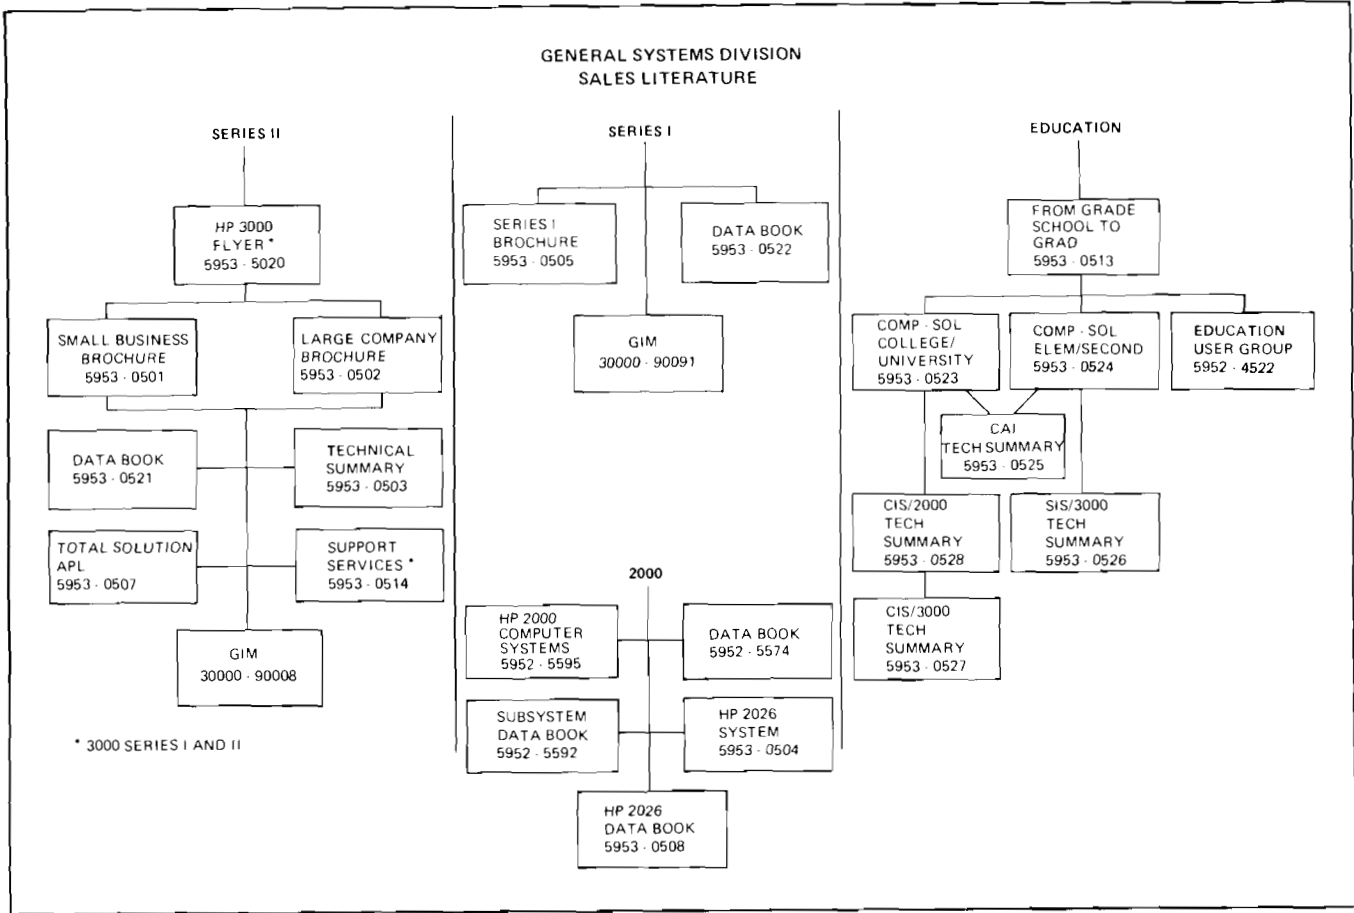 GENERAL SYSTEMS DIVISION
SALES LITERATURE
SERIES II
HP 3000
FLYER *
5953 - 5020
SMALL BUSINESS
BROCHURE
5953 - 0501
LARGE COMPANY
BROCHURE
5953 - 0502
DATA BOOK
5953 - 0521
TECHNICAL
SUMMARY
5953 - 0503
TOTAL SOLUTION
APL
5953 - 0507
SUPPORT
SERVICES *
5953 - 0514
GIM
30000 - 90008
* 3000 SERIES I AND II
SERIES I
SERIES I
BROCHURE
5953 - 0505
DATA BOOK
5953 - 0522
GIM
30000 - 90091
2000
HP 2000
COMPUTER
SYSTEMS
5952 - 5595
DATA BOOK
5952 - 5574
SUBSYSTEM
DATA BOOK
5952 - 5592
HP 2026
SYSTEM
5953 - 0504
HP 2026
DATA BOOK
5953 - 0508
EDUCATION
FROM GRADE
SCHOOL TO
GRAD
5953 - 0513
COMP - SOL
COLLEGE/
UNIVERSITY
5953 - 0523
COMP - SOL
ELEM/SECOND
5953 - 0524
EDUCATION
USER GROUP
5952 - 4522
CAI
TECH SUMMARY
5953 - 0525
CIS/2000
TECH
SUMMARY
5953 - 0528
SIS/3000
TECH
SUMMARY
5953 - 0526
CIS/3000
TECH
SUMMARY
5953 - 0527